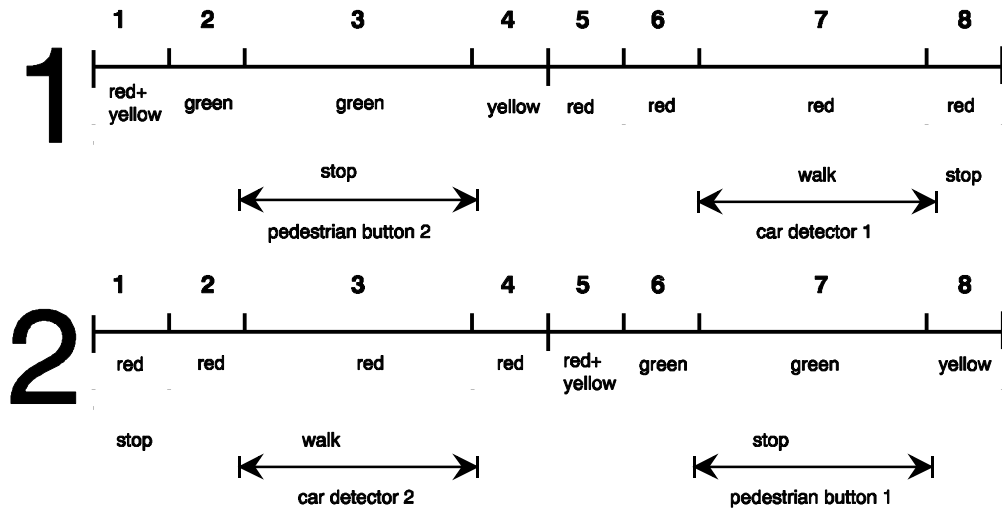 1 2 3 4 5 6 7 8
1
red+ yellow green green yellow red red red red
stop walk stop
pedestrian button 2 car detector 1
1 2 3 4 5 6 7 8
2
red red red red red+ yellow green green yellow
stop walk stop
car detector 2 pedestrian button 1